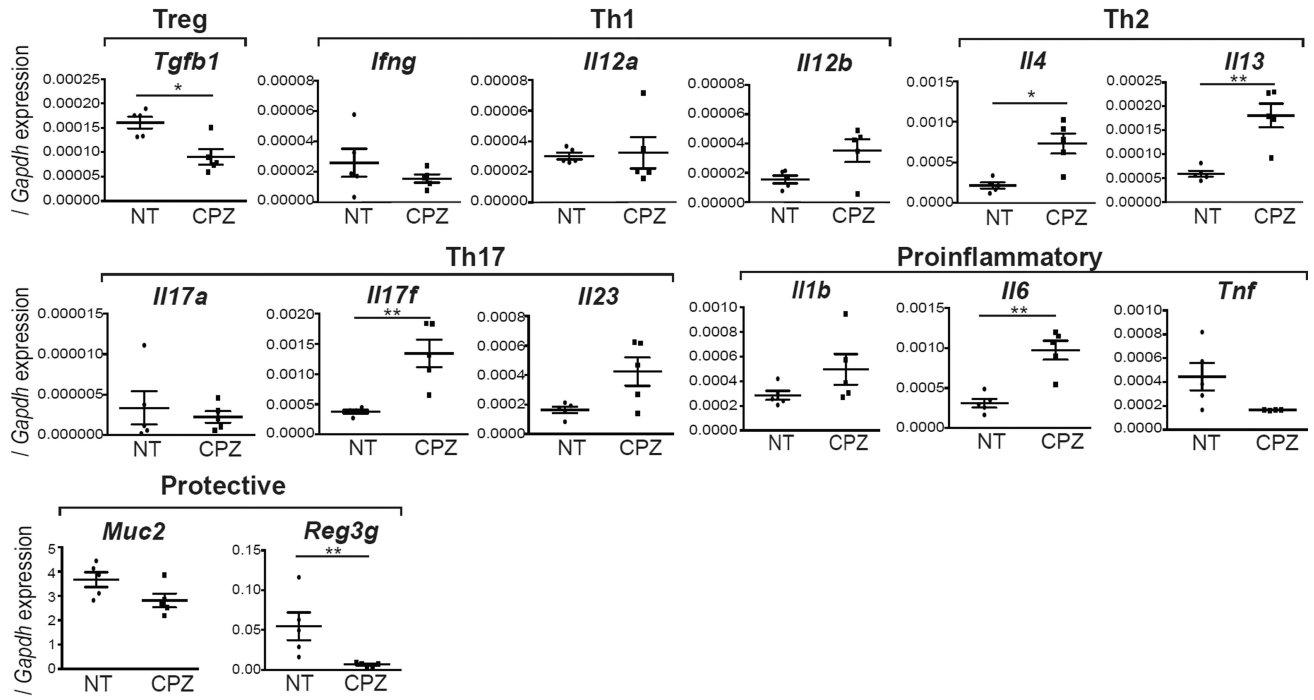 Treg Th1 Th2
Tgfb1 Ifng Il12a Il12b Il4 Il13
/ Gapdh expression
0.00025 0.00020 0.00015 0.00010 0.00005 0.00000
*
NT CPZ
0.00008 0.00006 0.00004 0.00002 0.00000
NT CPZ
0.00008 0.00006 0.00004 0.00002 0.00000
NT CPZ
0.00008 0.00006 0.00004 0.00002 0.00000
NT CPZ
0.0015 0.0010 0.0005 0.0000
*
NT CPZ
0.00025 0.00020 0.00015 0.00010 0.00005 0.00000
**
NT CPZ
Th17 Proinflammatory
Il17a Il17f Il23 Il1b Il6 Tnf
/ Gapdh expression
0.000015 0.000010 0.000005 0.000000
NT CPZ
0.0020 0.0015 0.0010 0.0005 0.0000
**
NT CPZ
0.0008 0.0006 0.0004 0.0002 0.0000
NT CPZ
0.0010 0.0008 0.0006 0.0004 0.0002 0.0000
NT CPZ
0.0015 0.0010 0.0005 0.0000
**
NT CPZ
0.0010 0.0008 0.0006 0.0004 0.0002 0.0000
NT CPZ
Protective
Muc2 Reg3g
/ Gapdh expression
5 4 3 2 1 0
NT CPZ
0.15 0.10 0.05 0.00
**
NT CPZ